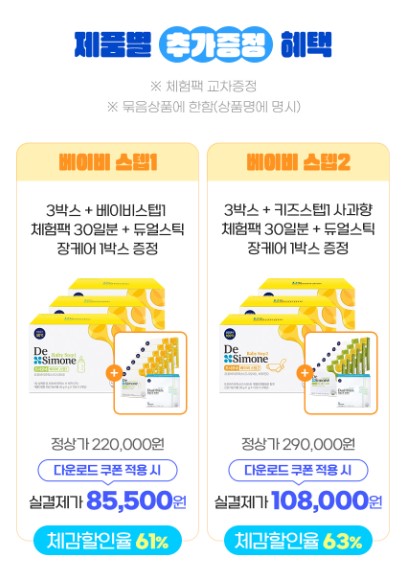 제품별 추가증정 혜택
※ 체험팩 교차증정
※ 묶음상품에 한함(상품명에 명시)
베이비 스텝1
3박스 + 베이비스텝1
체험팩 30일분 + 듀얼스틱
장케어 1박스 증정
De
Simone
Baby Step1
+
정상가 220,000원
다운로드 쿠폰 적용 시
실결제가 85,500원
체감할인율 61%
베이비 스텝2
3박스 + 키즈스텝1 사과향
체험팩 30일분 + 듀얼스틱
장케어 1박스 증정
De
Simone
Baby Step2
+
정상가 290,000원
다운로드 쿠폰 적용 시
실결제가 108,000원
체감할인율 63%